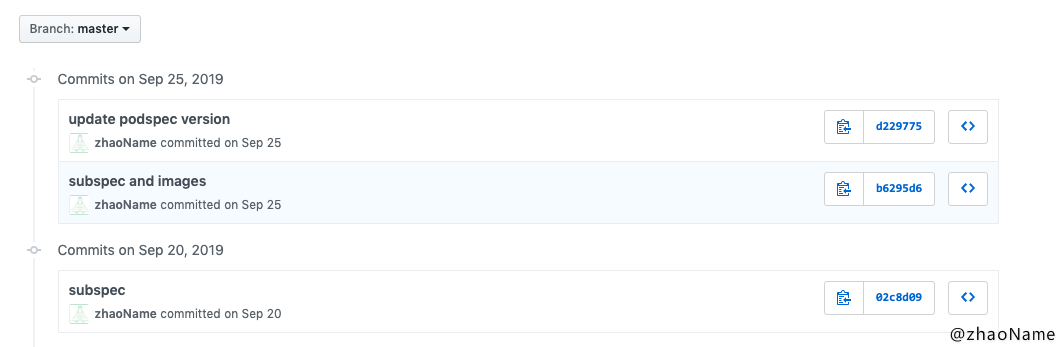 Branch: master
Commits on Sep 25, 2019
update podspec version
zhaoName committed on Sep 25
d229775
subspec and images
zhaoName committed on Sep 25
b6295d6
Commits on Sep 20, 2019
subspec
zhaoName committed on Sep 20
02c8d09
@zhaoName